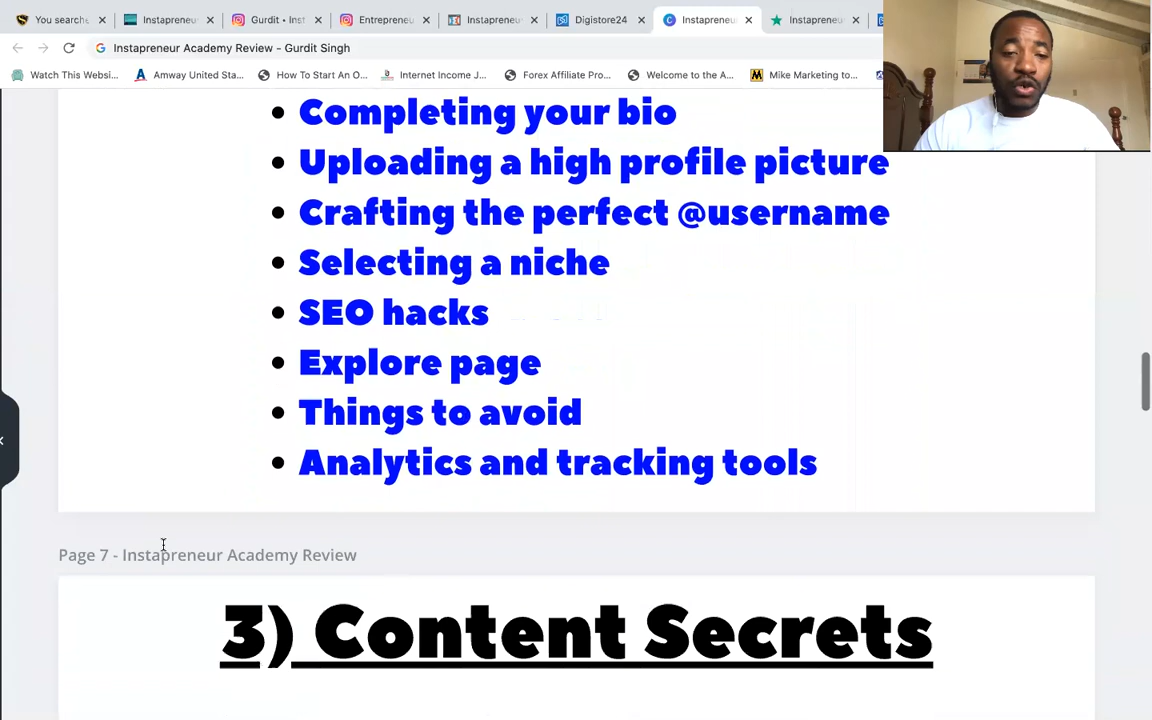 You searche
Instapreneu
Gurdit • Inst
Entrepreneu
Instapreneu
Digistore24
Instapreneu
Instapreneu
Instapreneur Academy Review – Gurdit Singh
Watch This Websi...
Amway United Sta...
How To Start An O...
Internet Income J...
Forex Affiliate Pro...
Welcome to the A...
Mike Marketing to...
• Completing your bio
• Uploading a high profile picture
• Crafting the perfect @username
• Selecting a niche
• SEO hacks
• Explore page
• Things to avoid
• Analytics and tracking tools
Page 7 - Instapreneur Academy Review
3) Content Secrets